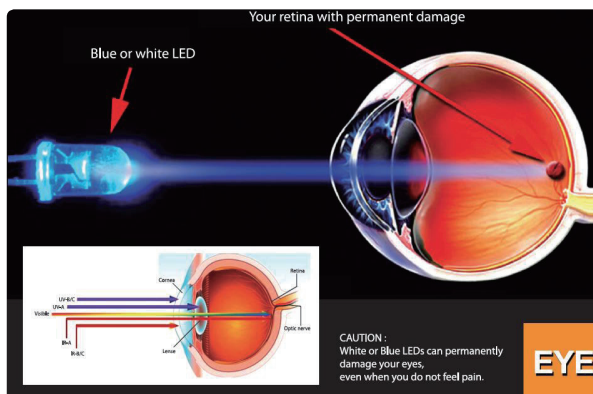 Your retina with permanent damage
Blue or white LED
Cornea
Retina
UV-B/C
UV-A
Visible
IR-A
IR-B/C
Lense
Optic nerve
CAUTION :
White or Blue LEDs can permanently
damage your eyes,
even when you do not feel pain.
EYE